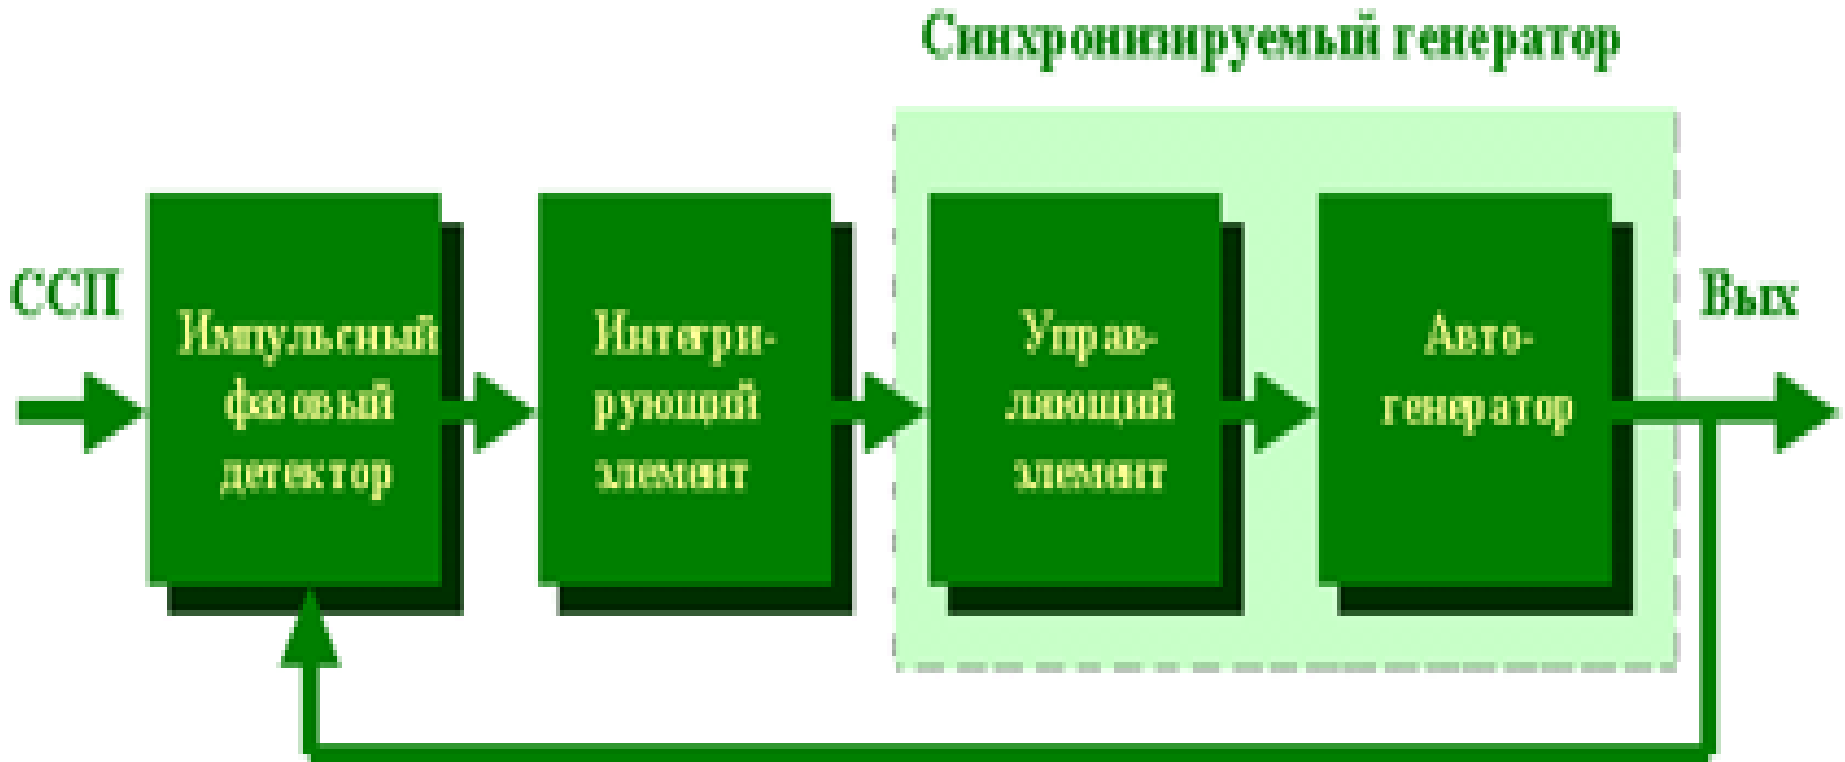 Синхронизируемый генератор
ССП
Импульсный
фазовый
детектор
Интегри-
рующий
элемент
Управ-
ляющий
элемент
Авто-
генератор
Вых